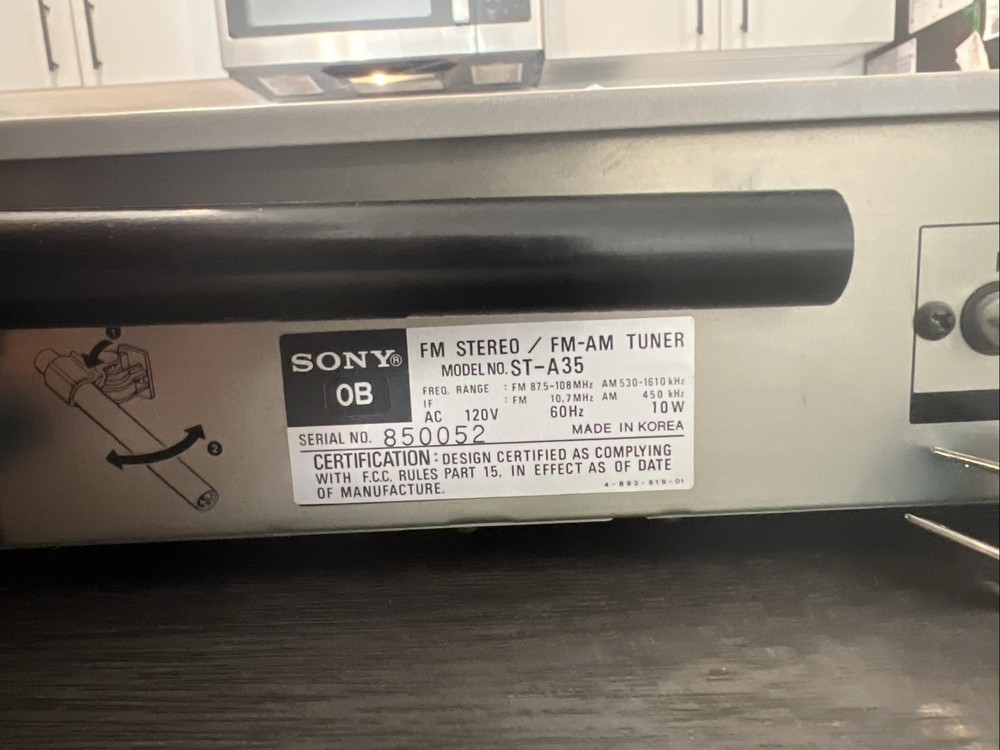 SONY®
0B
FM STEREO / FM-AM TUNER
MODEL NO. ST-A35
FREQ. RANGE : FM 87.5-108MHz AM 530-1610 kHz
IF : FM 10.7MHz AM 450 kHz
AC 120V 60Hz 10W
SERIAL NO. 850052 MADE IN KOREA
CERTIFICATION : DESIGN CERTIFIED AS COMPLYING
WITH F.C.C. RULES PART 15. IN EFFECT AS OF DATE
OF MANUFACTURE. 4-893-619-01
1
2